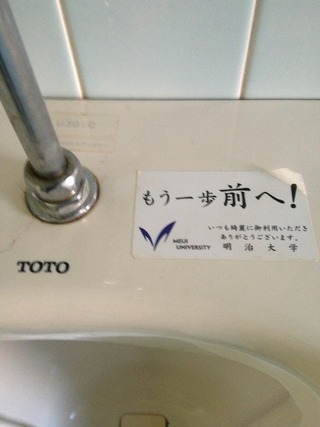 もう一歩前へ!
いつも綺麗に御利用いただき
ありがとうございます。
MEIJI
UNIVERSITY
明治大学
TOTO